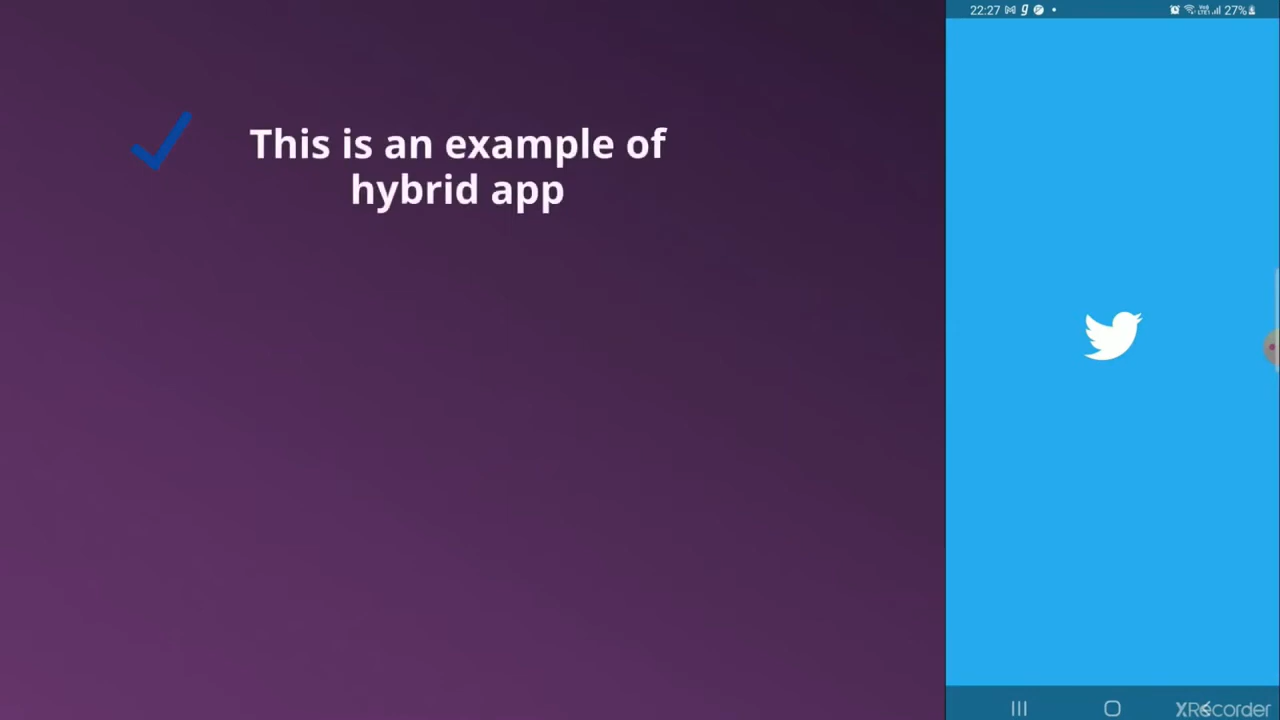 22:27
27%
This is an example of
hybrid app
XRecorder